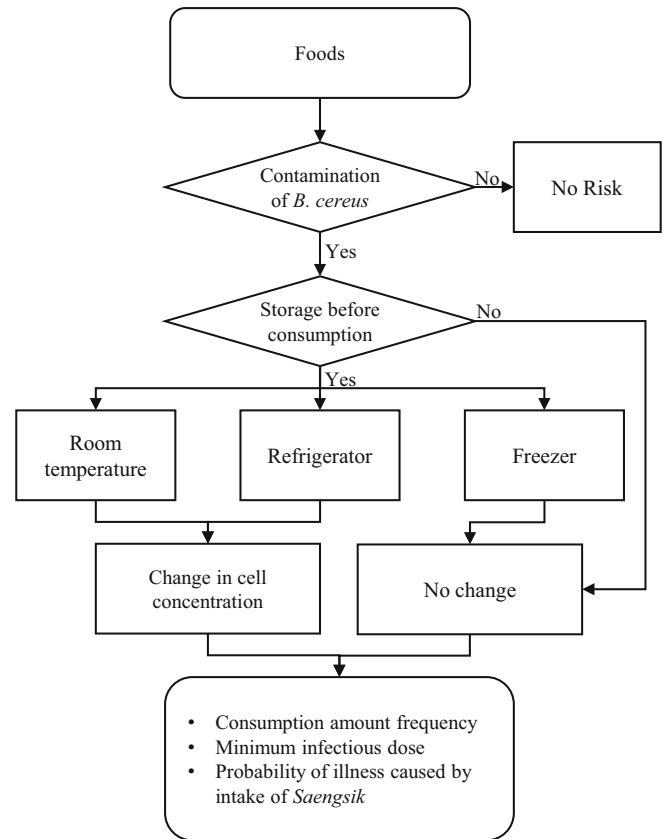 Foods
Contamination
of B. cereus
No
No Risk
Yes
Storage before
consumption
No
Yes
Room
temperature
Refrigerator
Freezer
Change in cell
concentration
No change
• Consumption amount frequency
• Minimum infectious dose
• Probability of illness caused by
intake of Saengsik